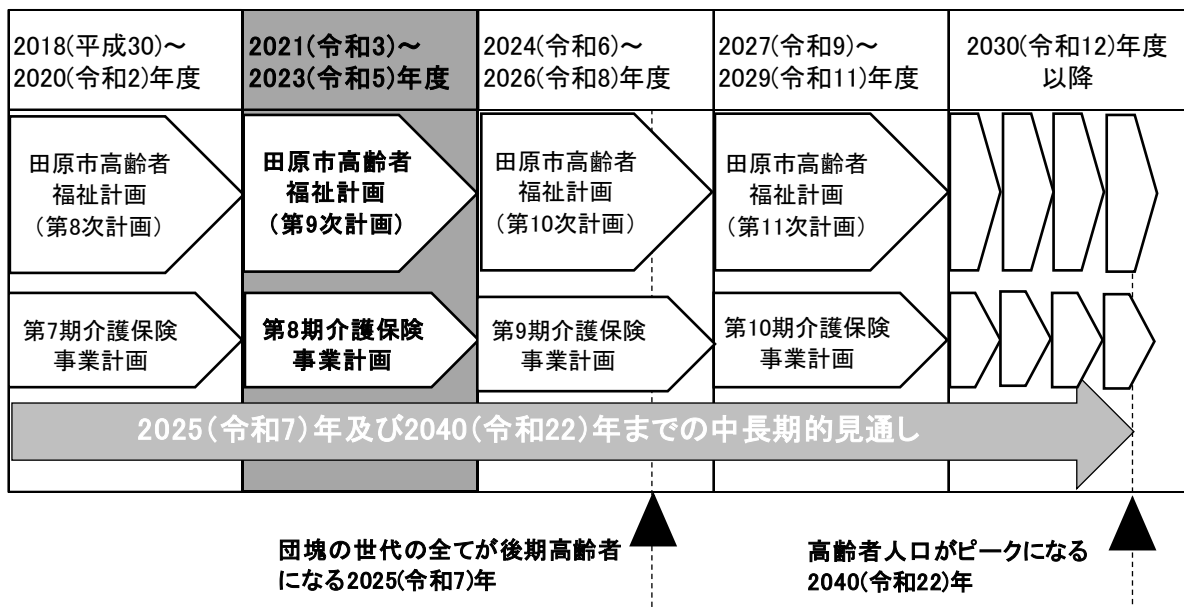 2018(平成30)～
2020(令和2)年度
2021(令和3)～
2023(令和5)年度
2024(令和6)～
2026(令和8)年度
2027(令和9)～
2029(令和11)年度
2030(令和12)年度
以降
田原市高齢者
福祉計画
(第8次計画)
田原市高齢者
福祉計画
(第9次計画)
田原市高齢者
福祉計画
(第10次計画)
田原市高齢者
福祉計画
(第11次計画)
第7期介護保険
事業計画
第8期介護保険
事業計画
第9期介護保険
事業計画
第10期介護保険
事業計画
2025(令和7)年及び2040(令和22)年までの中長期的見通し
団塊の世代の全てが後期高齢者
になる2025(令和7)年
高齢者人口がピークになる
2040(令和22)年